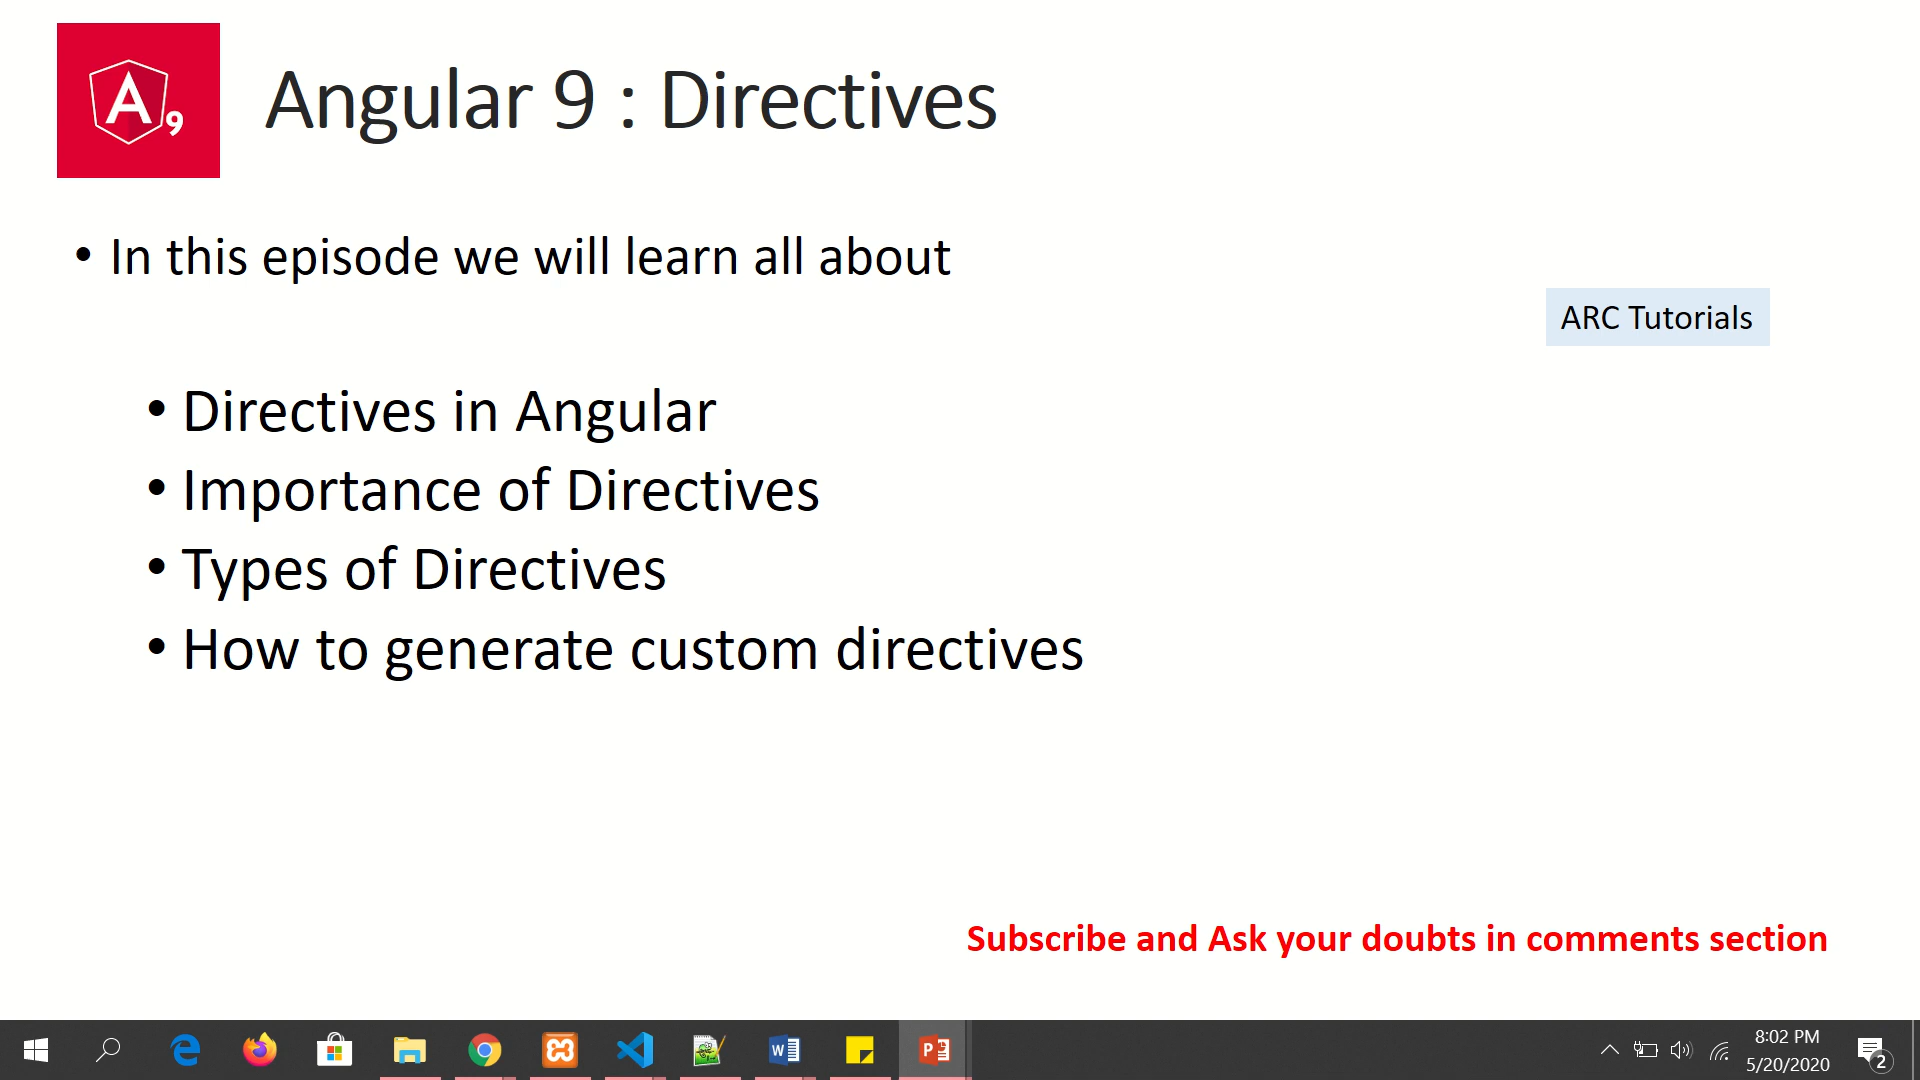 A9
Angular 9 : Directives
• In this episode we will learn all about
ARC Tutorials
• Directives in Angular
• Importance of Directives
• Types of Directives
• How to generate custom directives
Subscribe and Ask your doubts in comments section
8:02 PM
5/20/2020
2